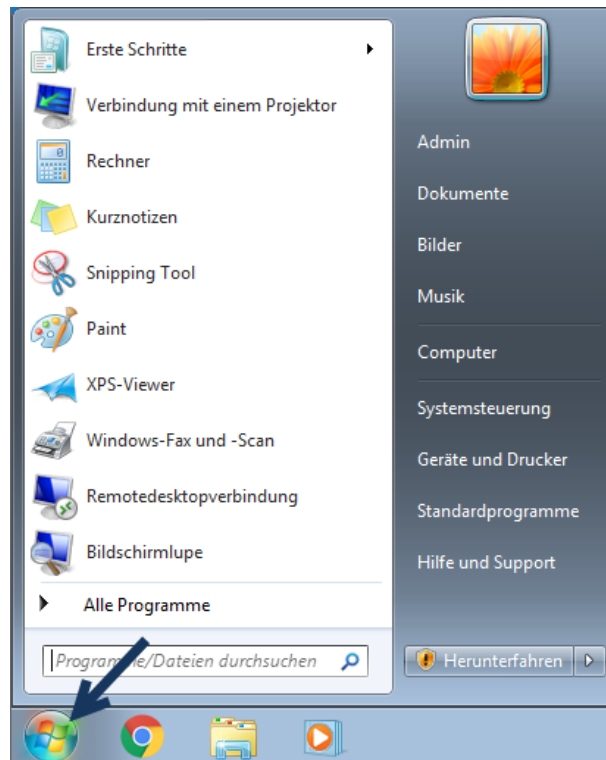 Erste Schritte
Verbindung mit einem Projektor
Rechner
Kurznotizen
Snipping Tool
Paint
XPS-Viewer
Windows-Fax und -Scan
Remotedesktopverbindung
Bildschirmlupe
Alle Programme
Programme/Dateien durchsuchen
Admin
Dokumente
Bilder
Musik
Computer
Systemsteuerung
Geräte und Drucker
Standardprogramme
Hilfe und Support
Herunterfahren